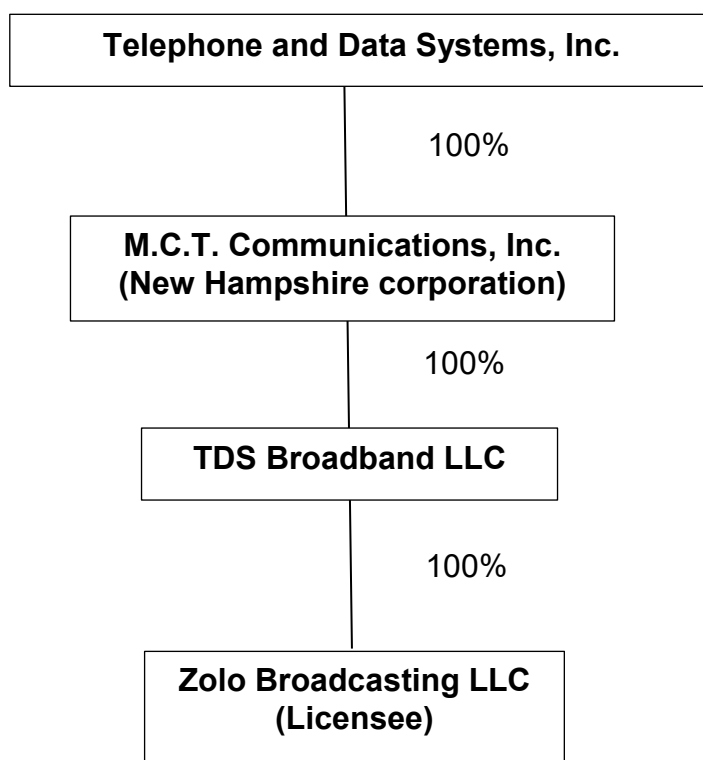 Telephone and Data Systems, Inc.
100%
M.C.T. Communications, Inc.
(New Hampshire corporation)
100%
TDS Broadband LLC
100%
Zolo Broadcasting LLC
(Licensee)